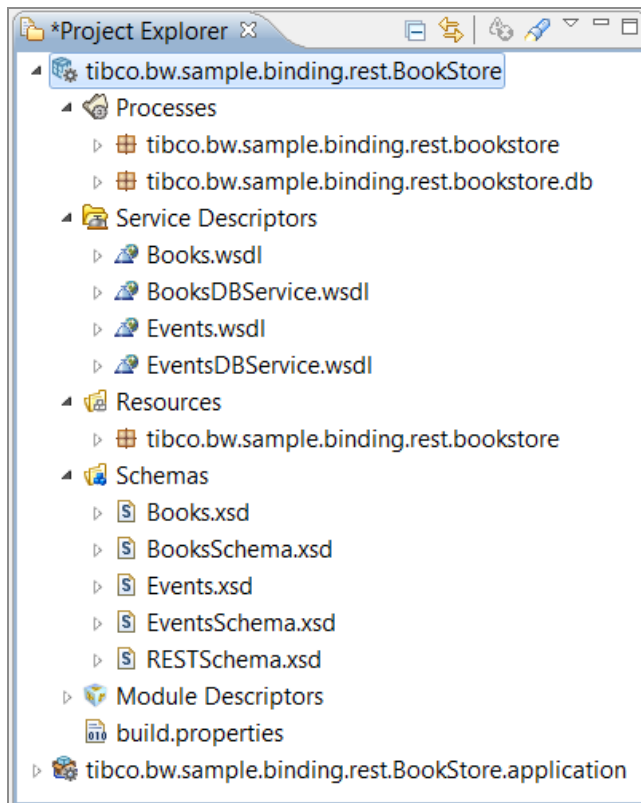 *Project Explorer
tibco.bw.sample.binding.rest.BookStore
Processes
tibco.bw.sample.binding.rest.bookstore
tibco.bw.sample.binding.rest.bookstore.db
Service Descriptors
Books.wsdl
BooksDBService.wsdl
Events.wsdl
EventsDBService.wsdl
Resources
tibco.bw.sample.binding.rest.bookstore
Schemas
S Books.xsd
S BooksSchema.xsd
S Events.xsd
S EventsSchema.xsd
S RESTSchema.xsd
Module Descriptors
010 build.properties
tibco.bw.sample.binding.rest.BookStore.application